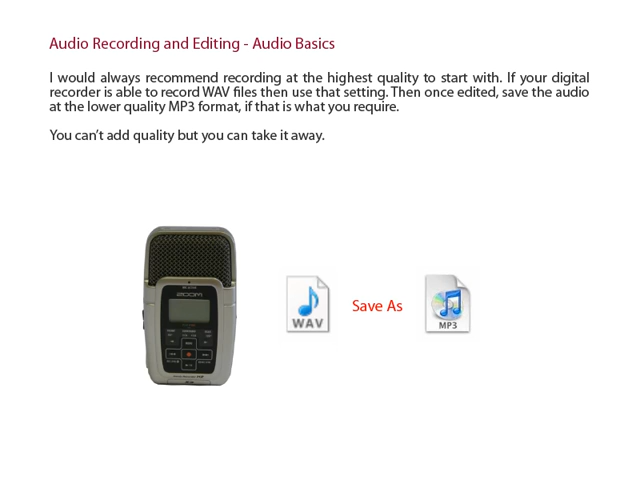 Audio Recording and Editing - Audio Basics
I would always recommend recording at the highest quality to start with. If your digital
recorder is able to record WAV files then use that setting. Then once edited, save the audio
at the lower quality MP3 format, if that is what you require.
You can't add quality but you can take it away.
ZOOM
WAV
Save As
MP3